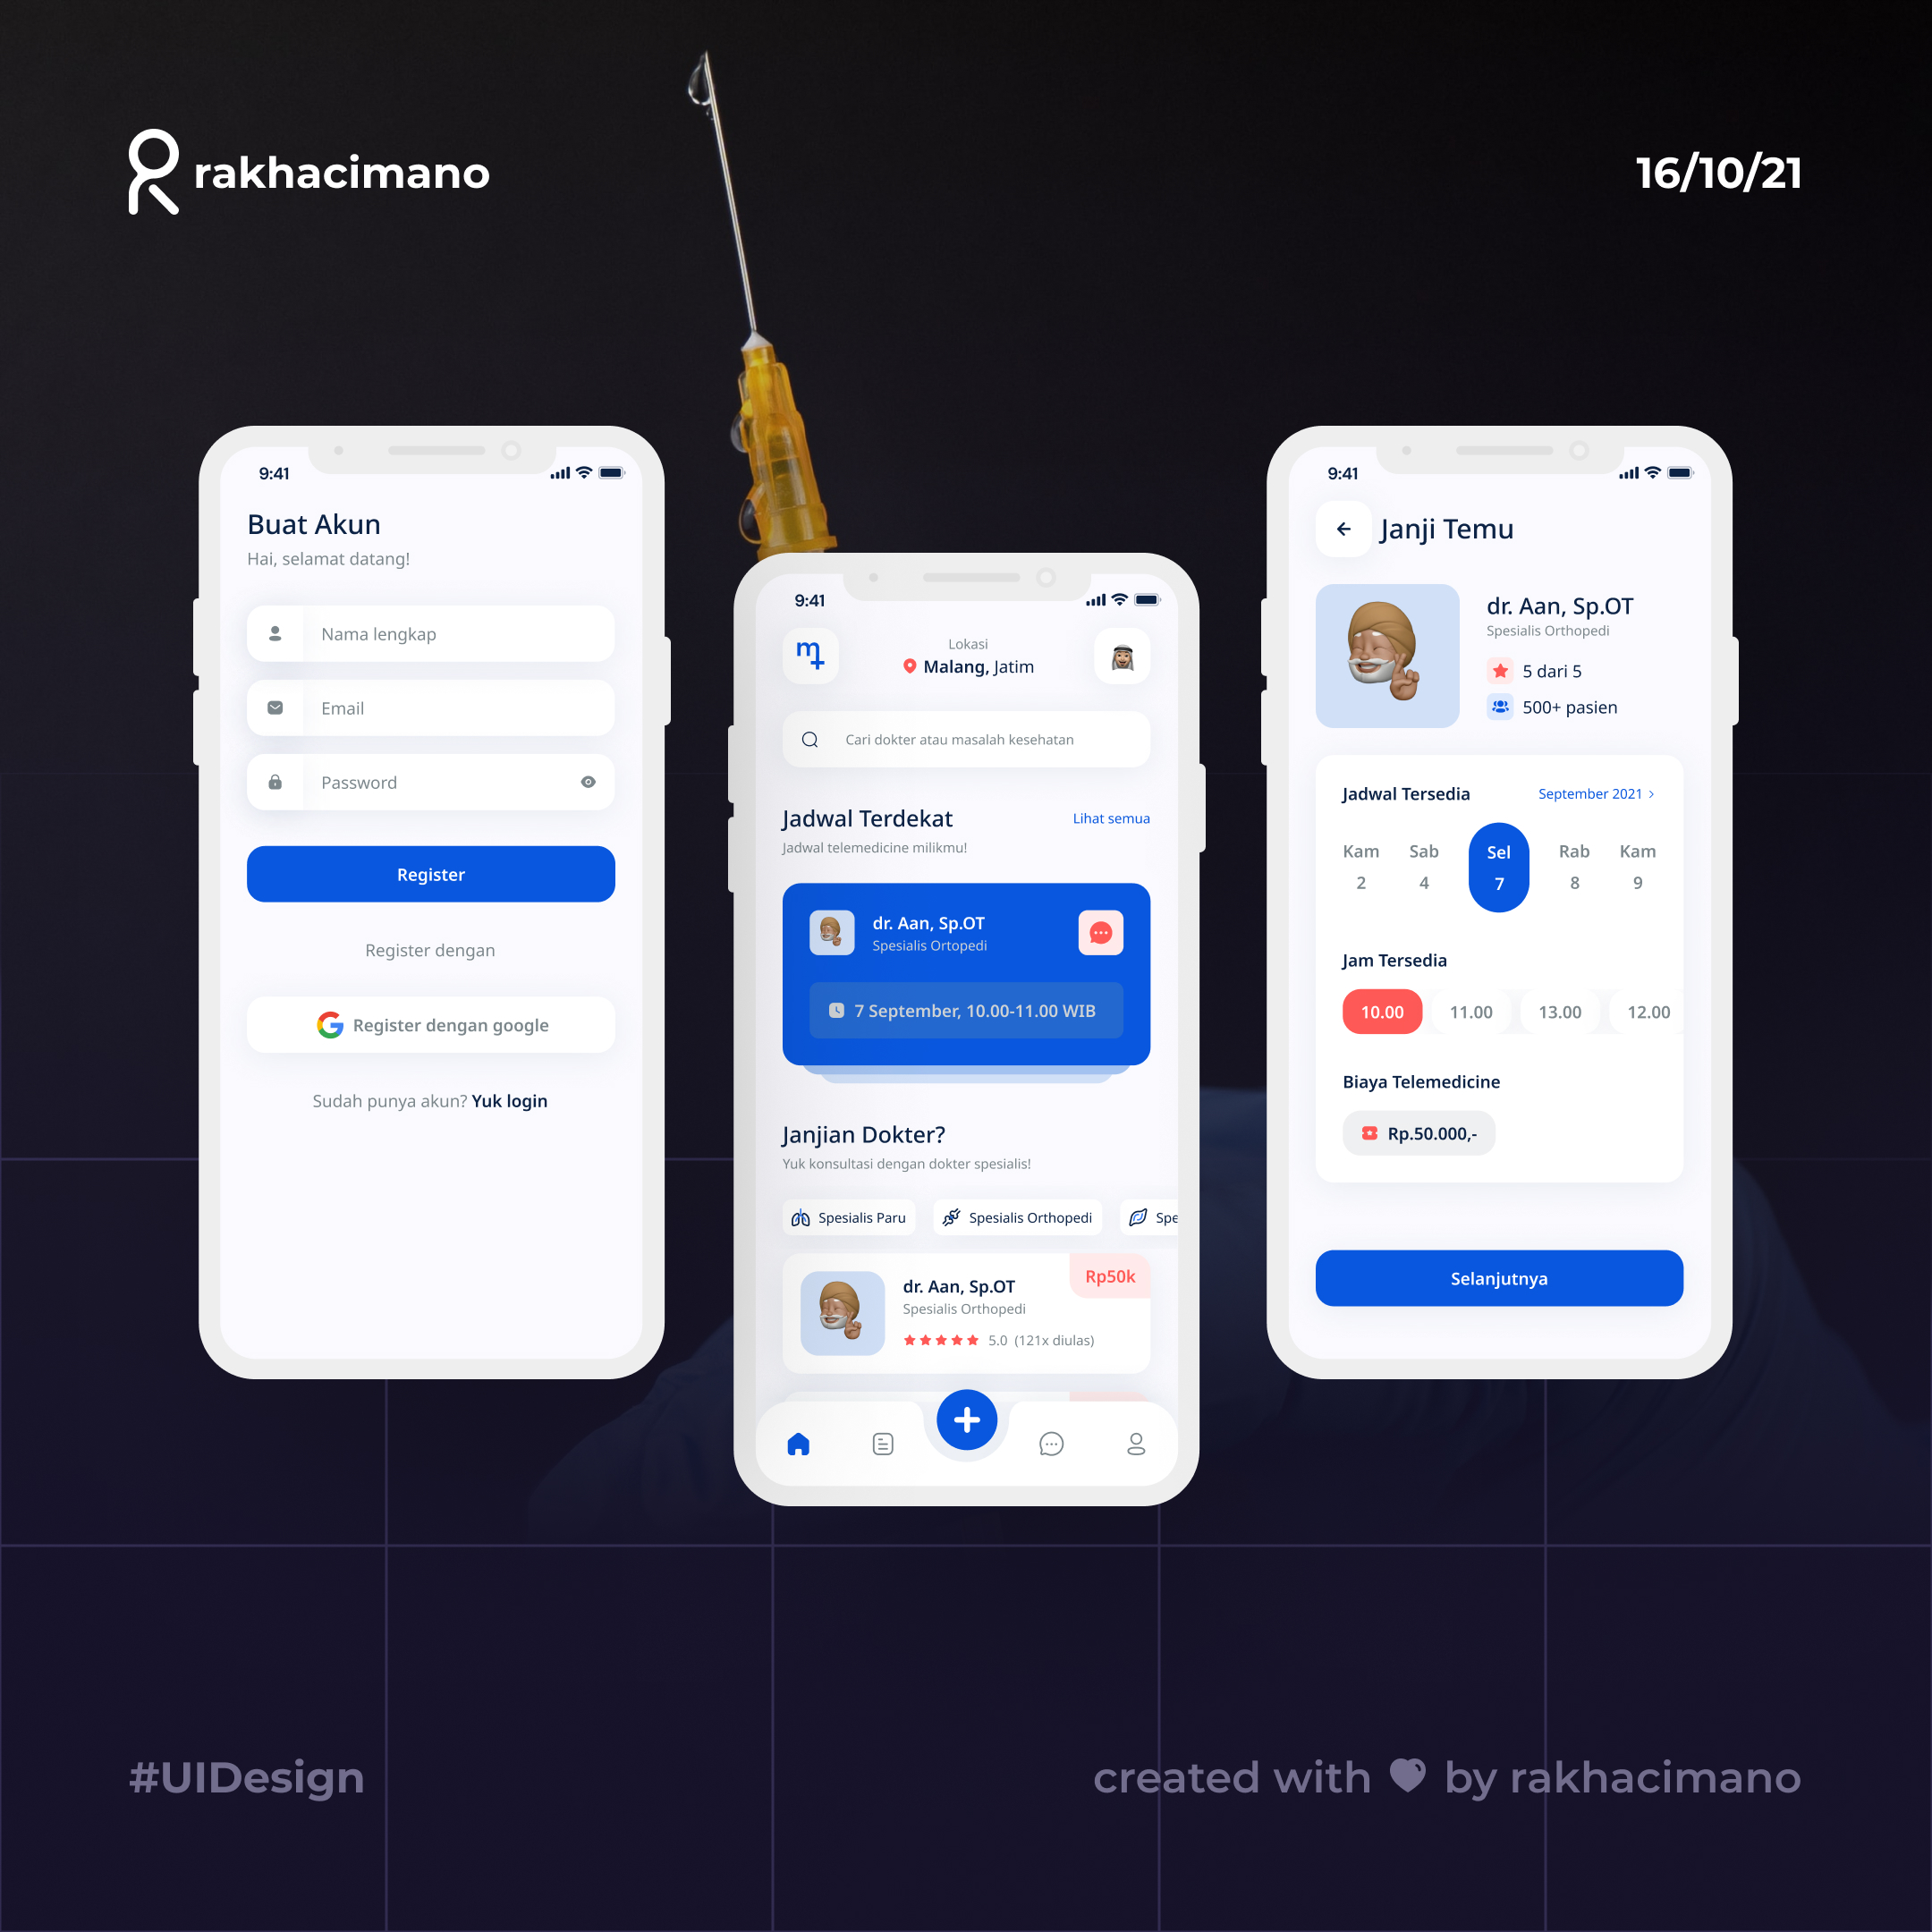 rakhacimano
16/10/21
9:41
Buat Akun
Hai, selamat datang!
Nama lengkap
Email
Password
Register
Register dengan
Register dengan google
Sudah punya akun? Yuk login
9:41
Lokasi
Malang, Jatim
Cari dokter atau masalah kesehatan
Jadwal Terdekat
Lihat semua
Jadwal telemedicine milikmu!
dr. Aan, Sp.OT
Spesialis Ortopedi
7 September, 10.00-11.00 WIB
Janjian Dokter?
Yuk konsultasi dengan dokter spesialis!
Spesialis Paru
Spesialis Orthopedi
Spe
Rp50k
dr. Aan, Sp.OT
Spesialis Orthopedi
5.0 (121x diulas)
9:41
Janji Temu
dr. Aan, Sp.OT
Spesialis Orthopedi
5 dari 5
500+ pasien
Jadwal Tersedia
September 2021
Kam Sab Sel Rab Kam
2 4 7 8 9
Jam Tersedia
10.00 11.00 13.00 12.00
Biaya Telemedicine
Rp.50.000,-
Selanjutnya
#UIDesign
created with by rakhacimano